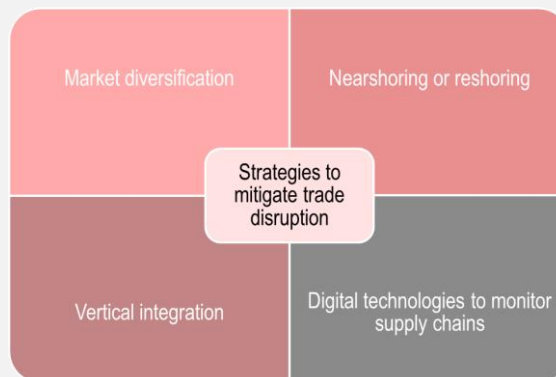 Market diversification
Nearshoring or reshoring
Strategies to
mitigate trade
disruption
Vertical integration
Digital technologies to monitor
supply chains